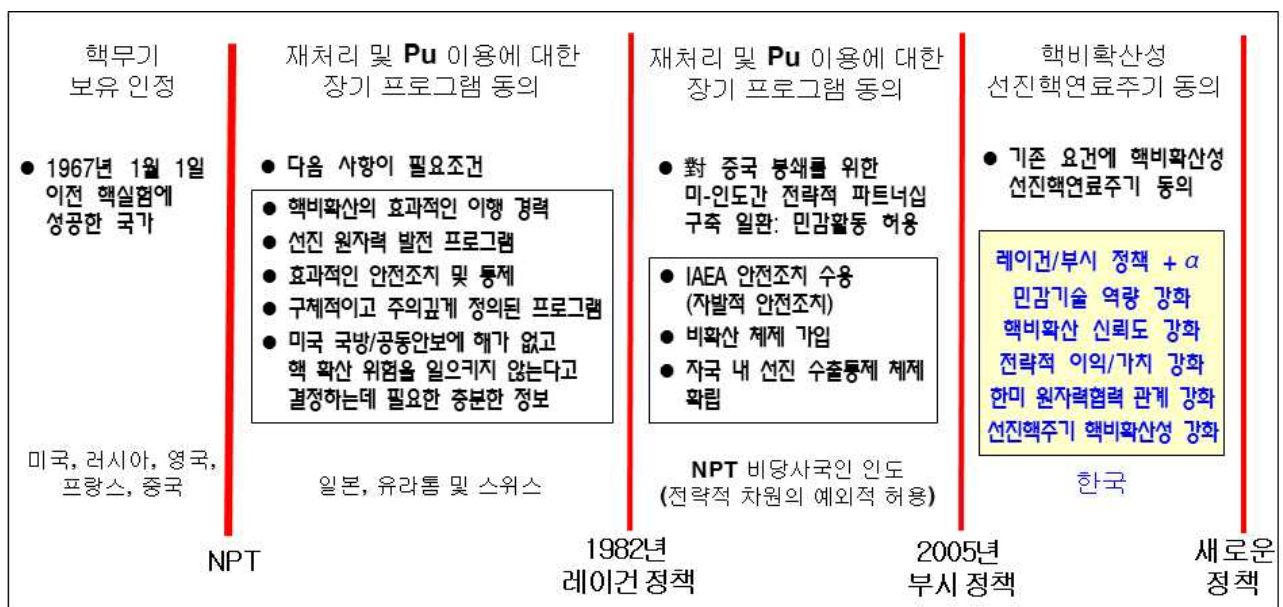 핵무기
보유 인정
● 1967년 1월 1일
이전 핵실험에
성공한 국가
미국, 러시아, 영국,
프랑스, 중국
NPT
재처리 및 Pu 이용에 대한
장기 프로그램 동의
● 다음 사항이 필요조건
● 핵비확산의 효과적인 이행 경력
● 선진 원자력 발전 프로그램
● 효과적인 안전조치 및 통제
● 구체적이고 주의깊게 정의된 프로그램
● 미국 국방/공동안보에 해가 없고
핵 확산 위험을 일으키지 않는다고
결정하는데 필요한 충분한 정보
일본, 유라톰 및 스위스
1982년
레이건 정책
재처리 및 Pu 이용에 대한
장기 프로그램 동의
● 對 중국 봉쇄를 위한
미-인도간 전략적 파트너십
구축 일환: 민감활동 허용
● IAEA 안전조치 수용
(자발적 안전조치)
● 비확산 체제 가입
● 자국 내 선진 수출통제 체제
확립
NPT 비당사국인 인도
(전략적 차원의 예외적 허용)
2005년
부시 정책
핵비확산성
선진핵연료주기 동의
● 기존 요건에 핵비확산성
선진핵연료주기 동의
레이건/부시 정책 + α
민감기술 역량 강화
핵비확산 신뢰도 강화
전략적 이익/가치 강화
한미 원자력협력 관계 강화
선진핵주기 핵비확산성 강화
한국
새로운
정책